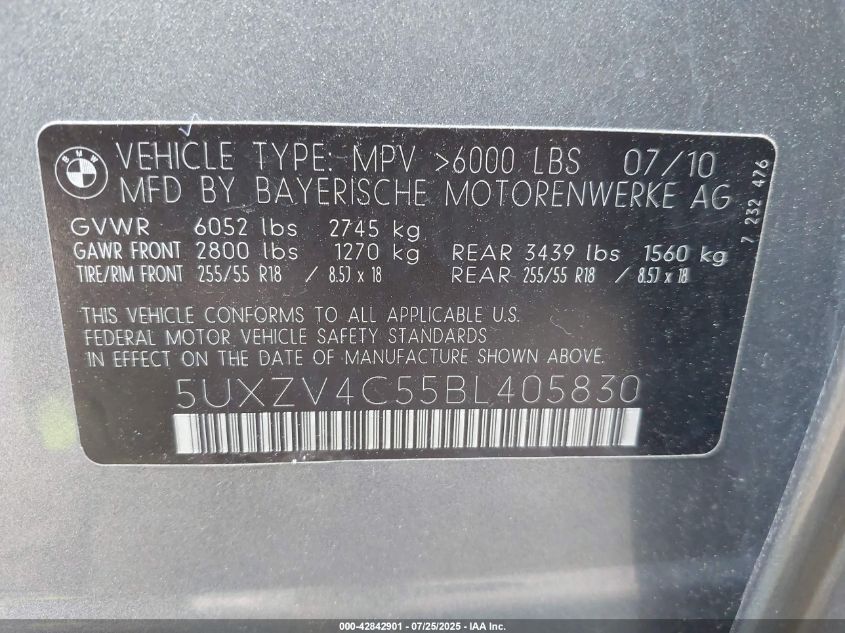 BMW
VEHICLE TYPE: MPV >6000 LBS 07/10
MFD BY BAYERISCHE MOTORENWERKE AG
GVWR 6052 lbs 2745 kg
GAWR FRONT 2800 lbs 1270 kg REAR 3439 lbs 1560 kg
TIRE/RIM FRONT 255/55 R18 / 8.5J x 18 REAR 255/55 R18 / 8.5J x 18
THIS VEHICLE CONFORMS TO ALL APPLICABLE U.S.
FEDERAL MOTOR VEHICLE SAFETY STANDARDS
IN EFFECT ON THE DATE OF MANUFACTURE SHOWN ABOVE.
5UXZV4C55BL405830
7 232 476
000-42842901 - 07/25/2025 - IAA Inc.